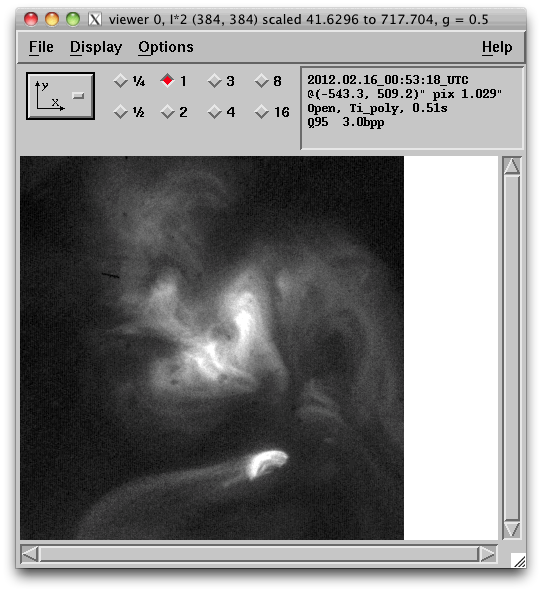 viewer 0, I*2 (384, 384) scaled 41.6296 to 717.704, g = 0.5
File Display Options Help
y
x
¼ 1 3 8
½ 2 4 16
2012.02.16_00:53:18_UTC
@(-543.3, 509.2)" pix 1.029"
Open, Ti_poly, 0.51s
Q95 3.0bpp